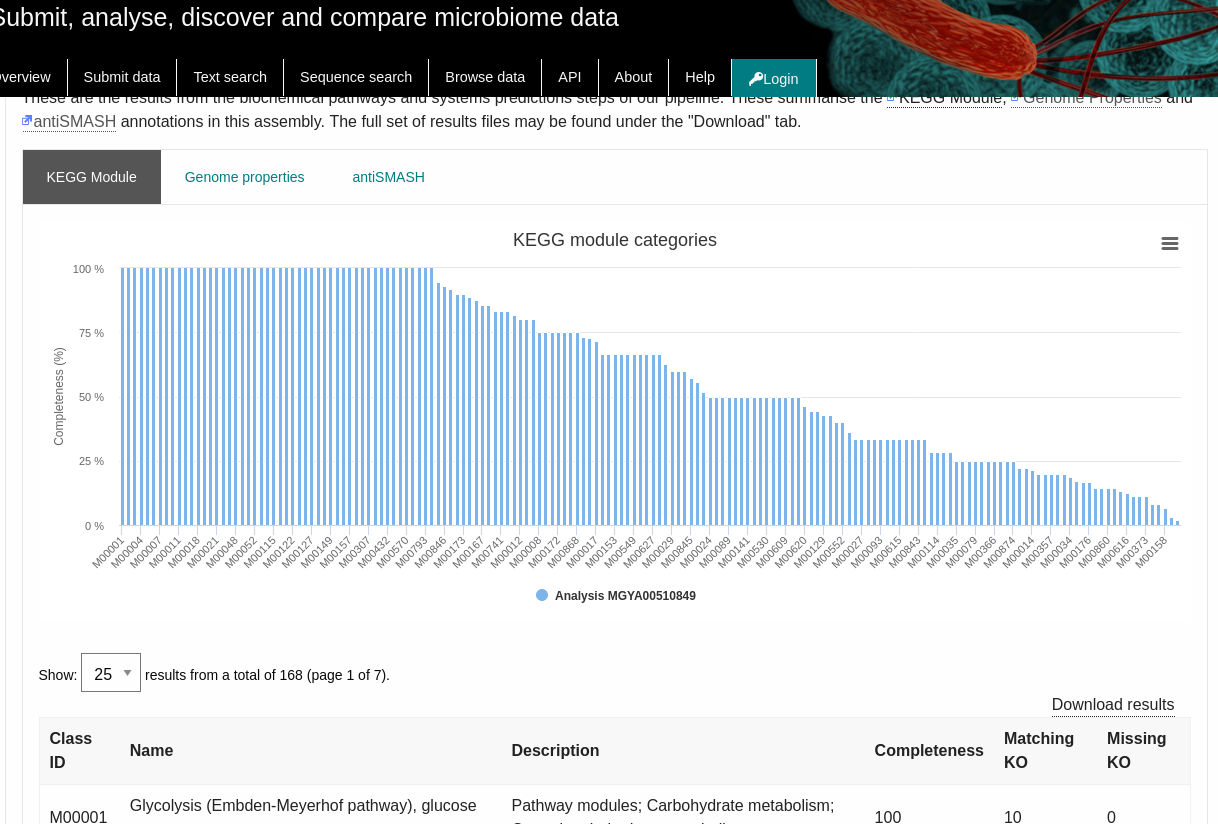 Submit, analyse, discover and compare microbiome data
Overview Submit data Text search Sequence search Browse data API About Help Login
These are the results from the biochemical pathways and systems predictions steps of our pipeline. These summarise the KEGG Module, Genome Properties and
antiSMASH annotations in this assembly. The full set of results files may be found under the "Download" tab.
KEGG Module Genome properties antiSMASH
KEGG module categories
Completeness (%)
100 %
75 %
50 %
25 %
0 %
M00001 M00004 M00007 M00011 M00018 M00021 M00048 M00052 M00115 M00122 M00127 M00149 M00157 M00307 M00432 M00570 M00793 M00846 M00173 M00167 M00741 M00012 M00008 M00172 M00868 M00017 M00153 M00549 M00627 M00029 M00845 M00024 M00089 M00141 M00530 M00609 M00620 M00129 M00552 M00027 M00093 M00615 M00843 M00114 M00035 M00079 M00366 M00874 M00014 M00357 M00034 M00176 M00860 M00616 M00373 M00158
Analysis MGYA00510849
Show: 25 results from a total of 168 (page 1 of 7).
Download results
Class ID Name Description Completeness Matching KO Missing KO
M00001 Glycolysis (Embden-Meyerhof pathway), glucose Pathway modules; Carbohydrate metabolism; 100 10 0